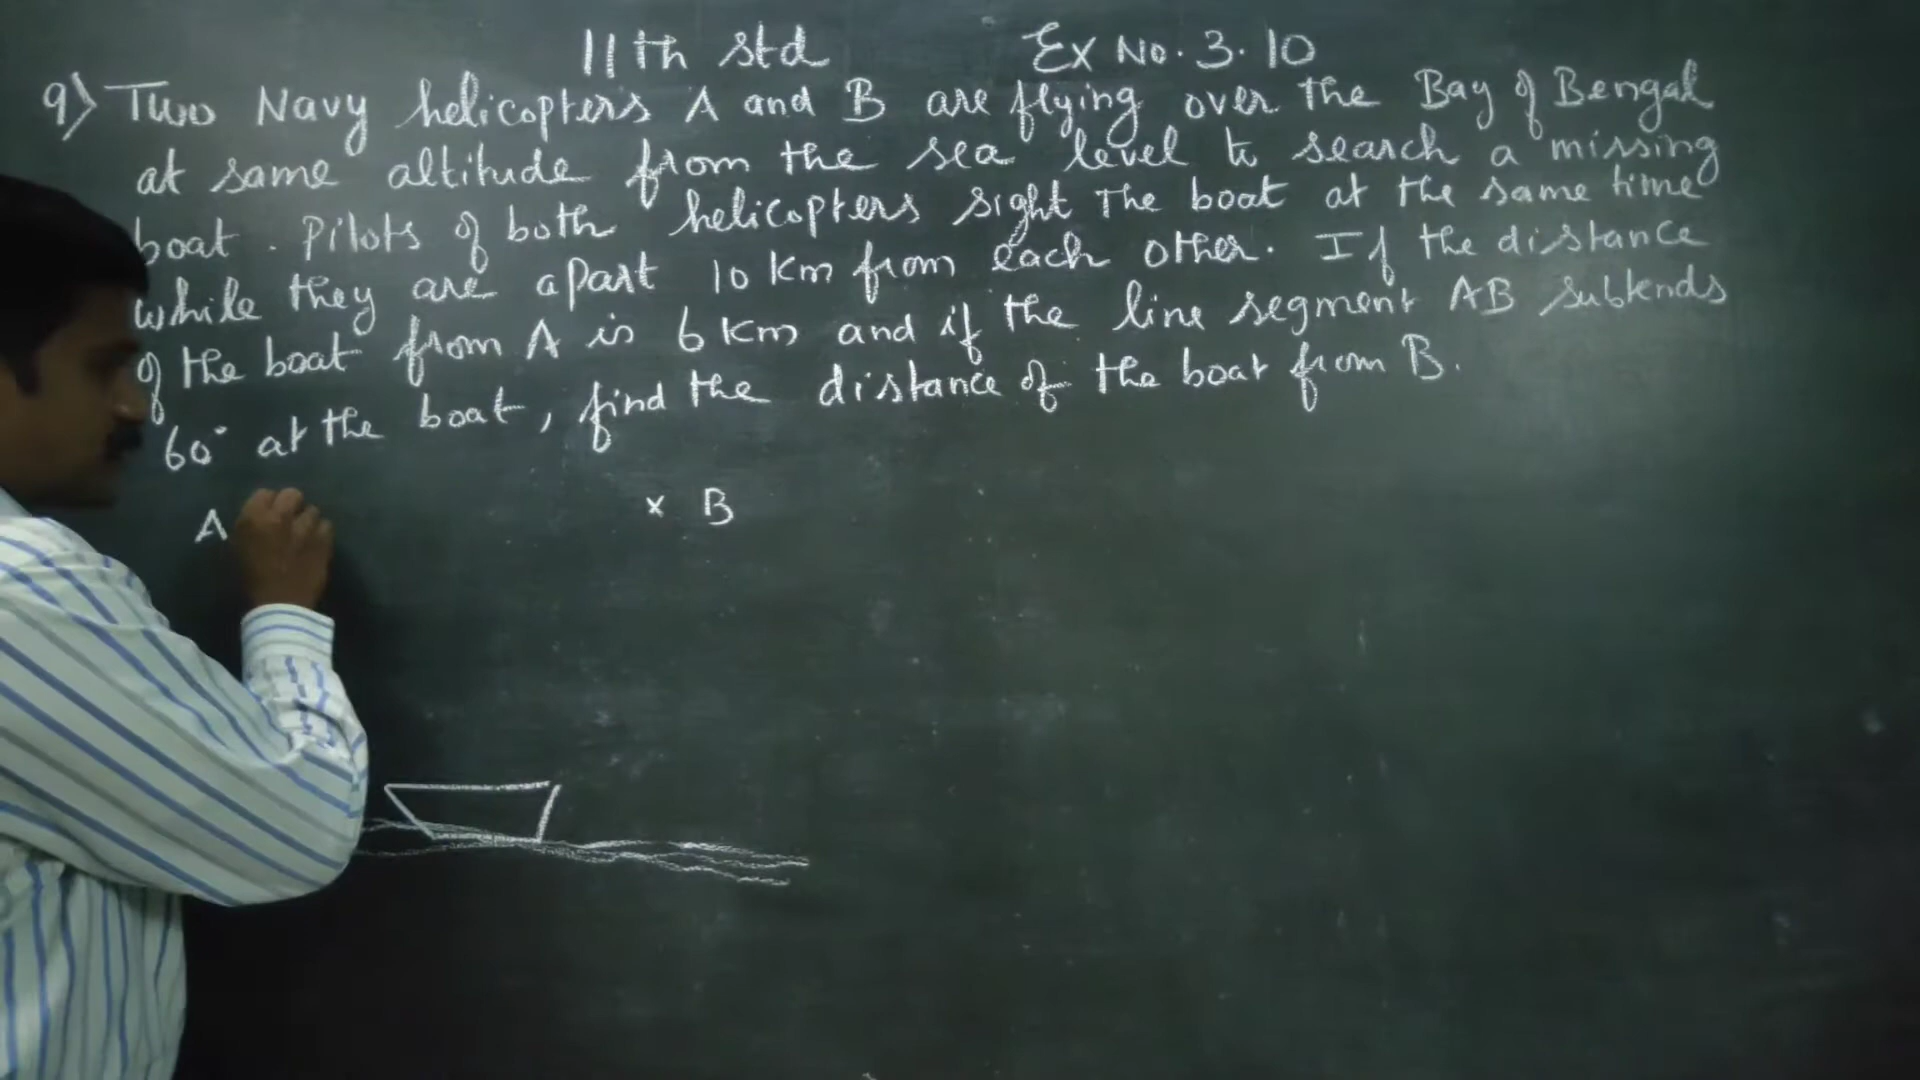 11th std Ex No. 3.10
9) Two Navy helicopters A and B are flying over the Bay of Bengal
at same altitude from the sea level to search a missing
boat. Pilots of both helicopters sight the boat at the same time
while they are apart 10 Km from each other. If the distance
of the boat from A is 6 Km and if the line segment AB subtends
60° at the boat, find the distance of the boat from B.
A × B